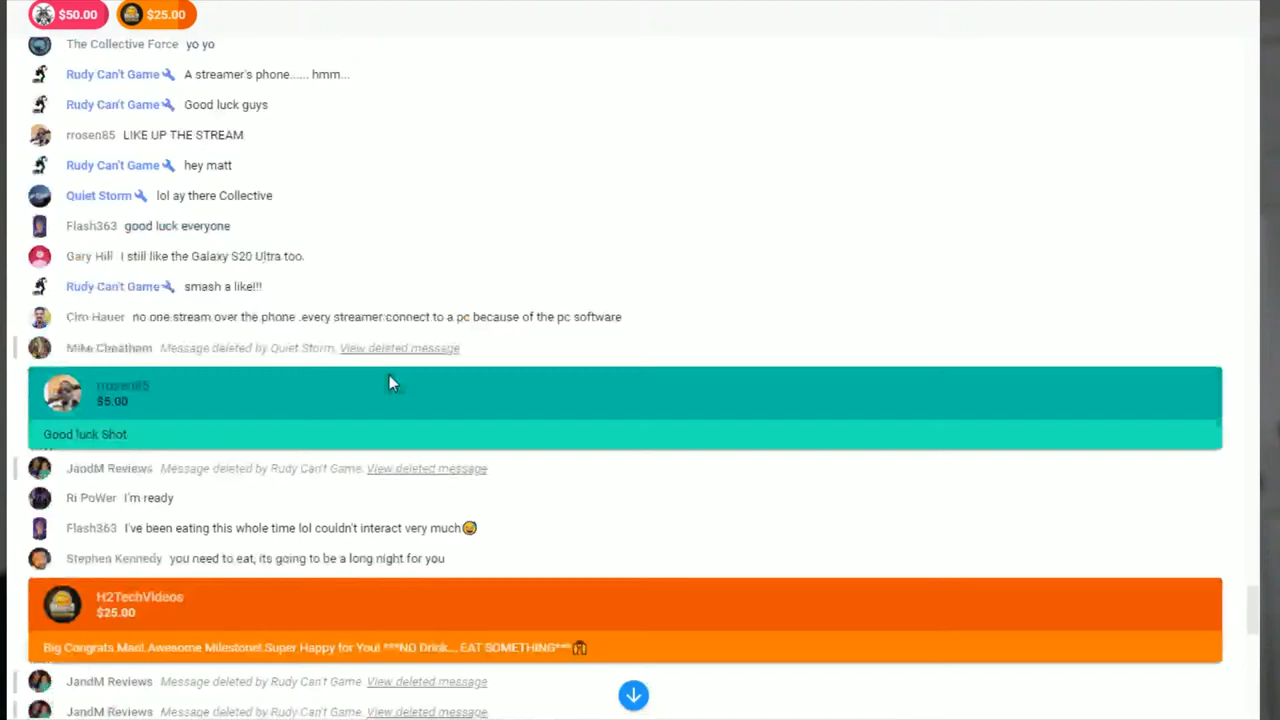 $50.00 $25.00
The Collective Force yo yo
Rudy Can't Game A streamer's phone...... hmm...
Rudy Can't Game Good luck guys
rrosen85 LIKE UP THE STREAM
Rudy Can't Game hey matt
Quiet Storm lol ay there Collective
Flash363 good luck everyone
Gary Hill I still like the Galaxy S20 Ultra too.
Rudy Can't Game smash a like!!!
Ciro Hauer no one stream over the phone .every streamer connect to a pc because of the pc software
Mike Cheatham Message deleted by Quiet Storm. View deleted message
rrosen85
$5.00
Good luck Shot
JandM Reviews Message deleted by Rudy Can't Game. View deleted message
Ri PoWer I'm ready
Flash363 I've been eating this whole time lol couldn't interact very much😅
Stephen Kennedy you need to eat, its going to be a long night for you
H2TechVideos
$25.00
Big Congrats Man! Awesome Milestone! Super Happy for You! ***NO Drink... EAT SOMETHING***
JandM Reviews Message deleted by Rudy Can't Game. View deleted message
JandM Reviews Message deleted by Rudy Can't Game. View deleted message